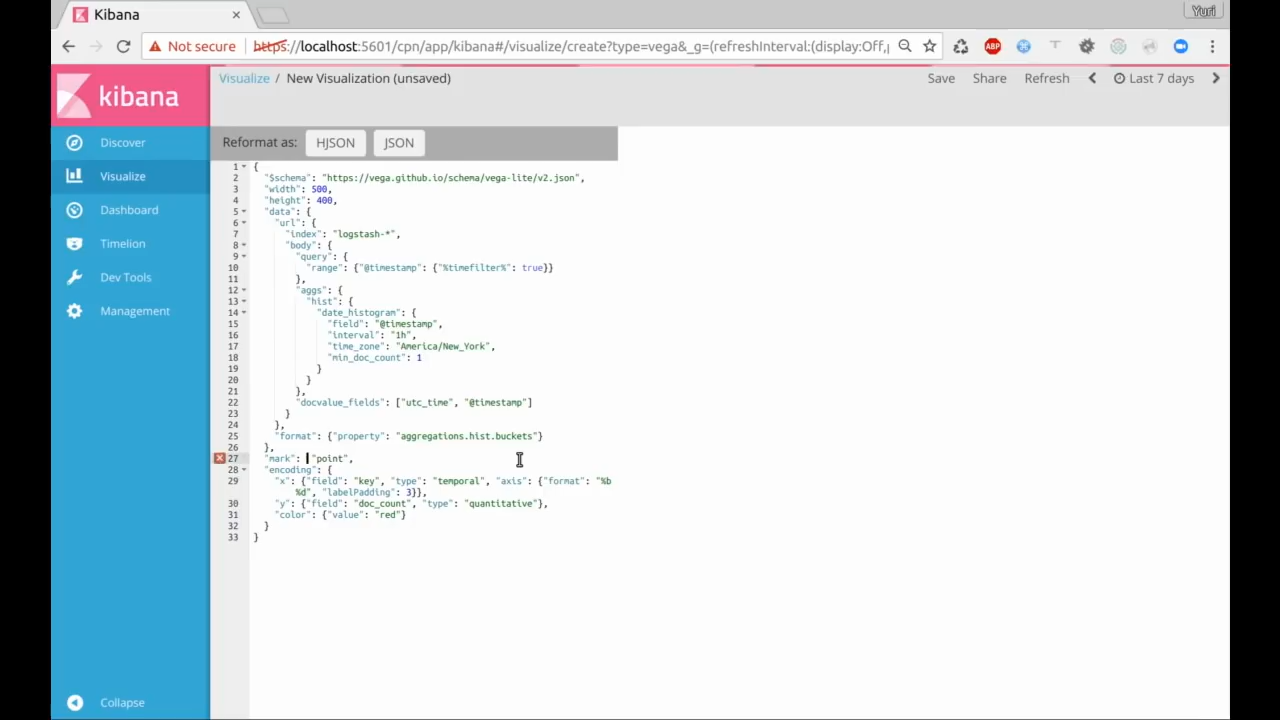 Kibana
Yuri
Not secure https://localhost:5601/cpn/app/kibana#/visualize/create?type=vega&_g=(refreshInterval:(display:Off,
ABP
kibana
Visualize / New Visualization (unsaved)
Save Share Refresh Last 7 days
Discover
Visualize
Dashboard
Timelion
Dev Tools
Management
Collapse
Reformat as: HJSON JSON
1 {
2 "$schema": "https://vega.github.io/schema/vega-lite/v2.json",
3 "width": 500,
4 "height": 400,
5 "data": {
6 "url": {
7 "index": "logstash-*",
8 "body": {
9 "query": {
10 "range": {"@timestamp": {"%timefilter%": true}}
11 },
12 "aggs": {
13 "hist": {
14 "date_histogram": {
15 "field": "@timestamp",
16 "interval": "1h",
17 "time_zone": "America/New_York",
18 "min_doc_count": 1
19 }
20 }
21 },
22 "docvalue_fields": ["utc_time", "@timestamp"]
23 }
24 },
25 "format": {"property": "aggregations.hist.buckets"}
26 },
27 "mark": "point",
28 "encoding": {
29 "x": {"field": "key", "type": "temporal", "axis": {"format": "%b
%d", "labelPadding": 3}},
30 "y": {"field": "doc_count", "type": "quantitative"},
31 "color": {"value": "red"}
32 }
33 }